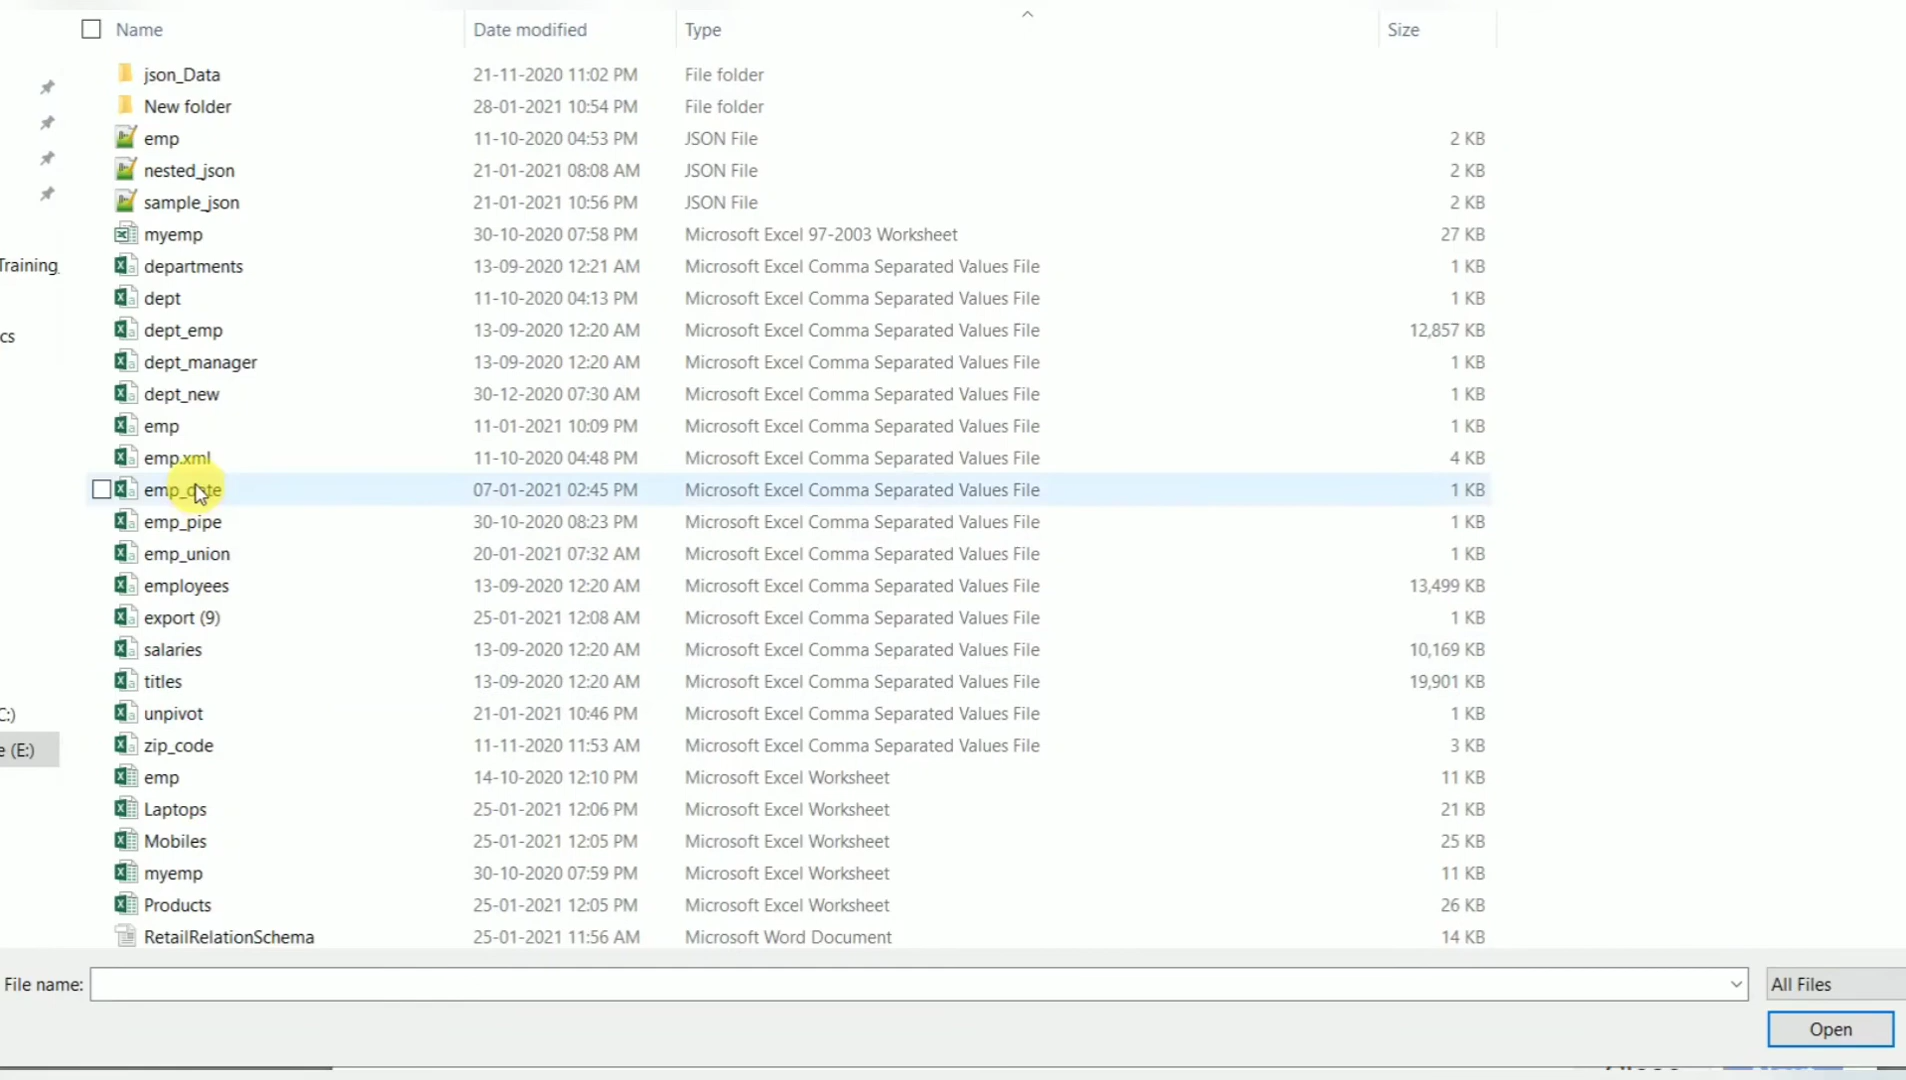 Name Date modified Type Size
json_Data 21-11-2020 11:02 PM File folder
New folder 28-01-2021 10:54 PM File folder
emp 11-10-2020 04:53 PM JSON File 2 KB
nested_json 21-01-2021 08:08 AM JSON File 2 KB
sample_json 21-01-2021 10:56 PM JSON File 2 KB
myemp 30-10-2020 07:58 PM Microsoft Excel 97-2003 Worksheet 27 KB
Training
departments 13-09-2020 12:21 AM Microsoft Excel Comma Separated Values File 1 KB
dept 11-10-2020 04:13 PM Microsoft Excel Comma Separated Values File 1 KB
cs
dept_emp 13-09-2020 12:20 AM Microsoft Excel Comma Separated Values File 12,857 KB
dept_manager 13-09-2020 12:20 AM Microsoft Excel Comma Separated Values File 1 KB
dept_new 30-12-2020 07:30 AM Microsoft Excel Comma Separated Values File 1 KB
emp 11-01-2021 10:09 PM Microsoft Excel Comma Separated Values File 1 KB
emp.xml 11-10-2020 04:48 PM Microsoft Excel Comma Separated Values File 4 KB
emp_date 07-01-2021 02:45 PM Microsoft Excel Comma Separated Values File 1 KB
emp_pipe 30-10-2020 08:23 PM Microsoft Excel Comma Separated Values File 1 KB
emp_union 20-01-2021 07:32 AM Microsoft Excel Comma Separated Values File 1 KB
employees 13-09-2020 12:20 AM Microsoft Excel Comma Separated Values File 13,499 KB
export (9) 25-01-2021 12:08 AM Microsoft Excel Comma Separated Values File 1 KB
salaries 13-09-2020 12:20 AM Microsoft Excel Comma Separated Values File 10,169 KB
titles 13-09-2020 12:20 AM Microsoft Excel Comma Separated Values File 19,901 KB
C:)
unpivot 21-01-2021 10:46 PM Microsoft Excel Comma Separated Values File 1 KB
e (E:)
zip_code 11-11-2020 11:53 AM Microsoft Excel Comma Separated Values File 3 KB
emp 14-10-2020 12:10 PM Microsoft Excel Worksheet 11 KB
Laptops 25-01-2021 12:06 PM Microsoft Excel Worksheet 21 KB
Mobiles 25-01-2021 12:05 PM Microsoft Excel Worksheet 25 KB
myemp 30-10-2020 07:59 PM Microsoft Excel Worksheet 11 KB
Products 25-01-2021 12:05 PM Microsoft Excel Worksheet 26 KB
RetailRelationSchema 25-01-2021 11:56 AM Microsoft Word Document 14 KB
File name: All Files
Open